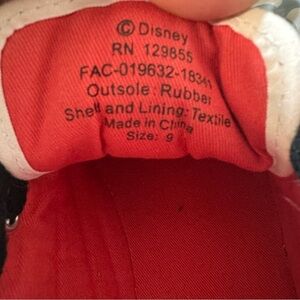 © Disney
RN 129855
FAC-019632-18341
Outsole: Rubber
Shell and Lining: Textile
Made in China
Size: 9